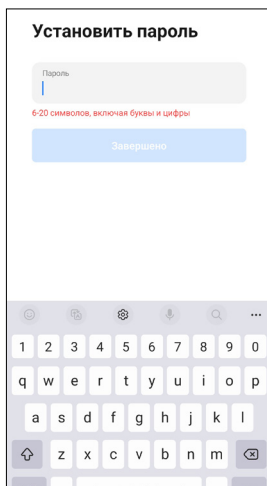 Установить пароль
Пароль
6-20 символов, включая буквы и цифры
Завершено
1 2 3 4 5 6 7 8 9 0
q w e r t y u i o p
a s d f g h j k l
z x c v b n m